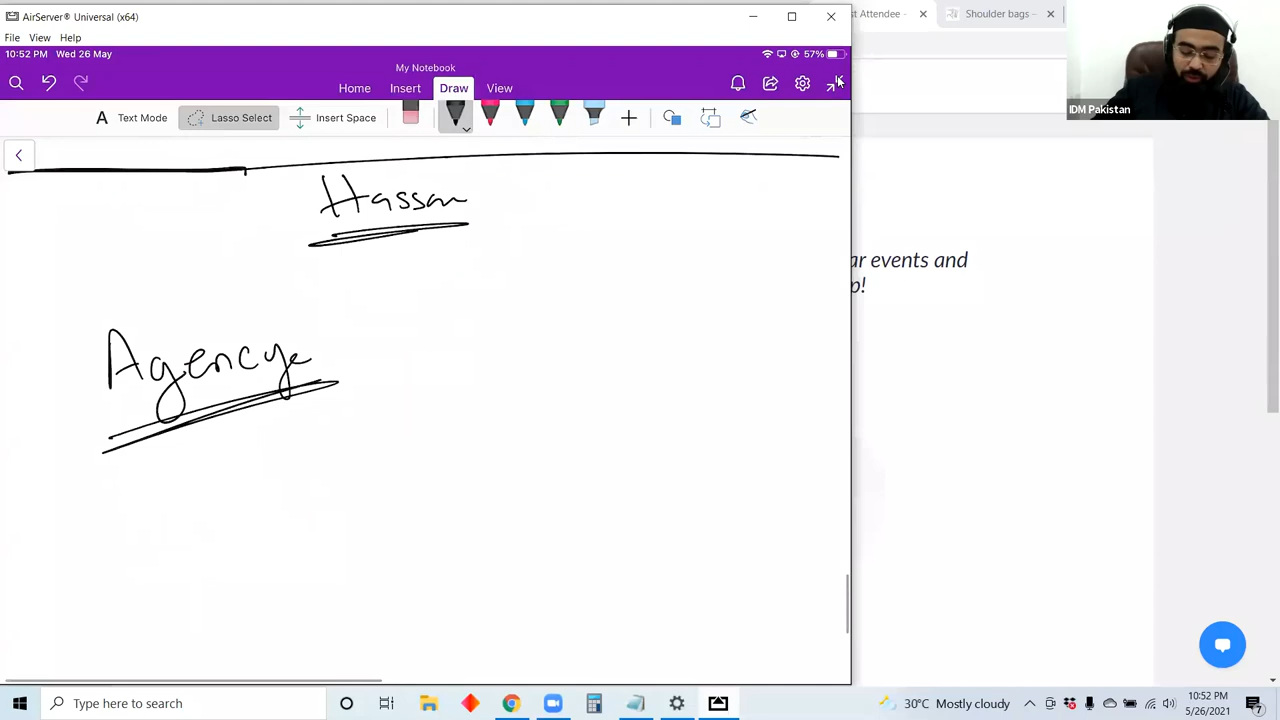 AirServer® Universal (x64)
File View Help
10:52 PM Wed 26 May
57%
My Notebook
Home Insert Draw View
A Text Mode Lasso Select Insert Space
Hassan
Agency
st Attendee –
Shoulder bags –
IDM Pakistan
ar events and
p!
Type here to search
30°C Mostly cloudy
10:52 PM
5/26/2021
7